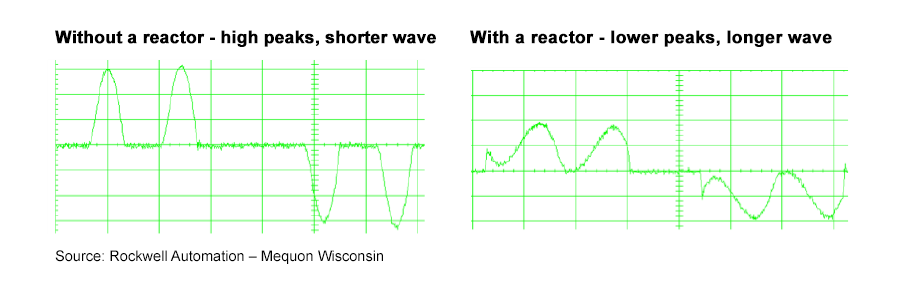 Without a reactor - high peaks, shorter wave
With a reactor - lower peaks, longer wave
Source: Rockwell Automation – Mequon Wisconsin